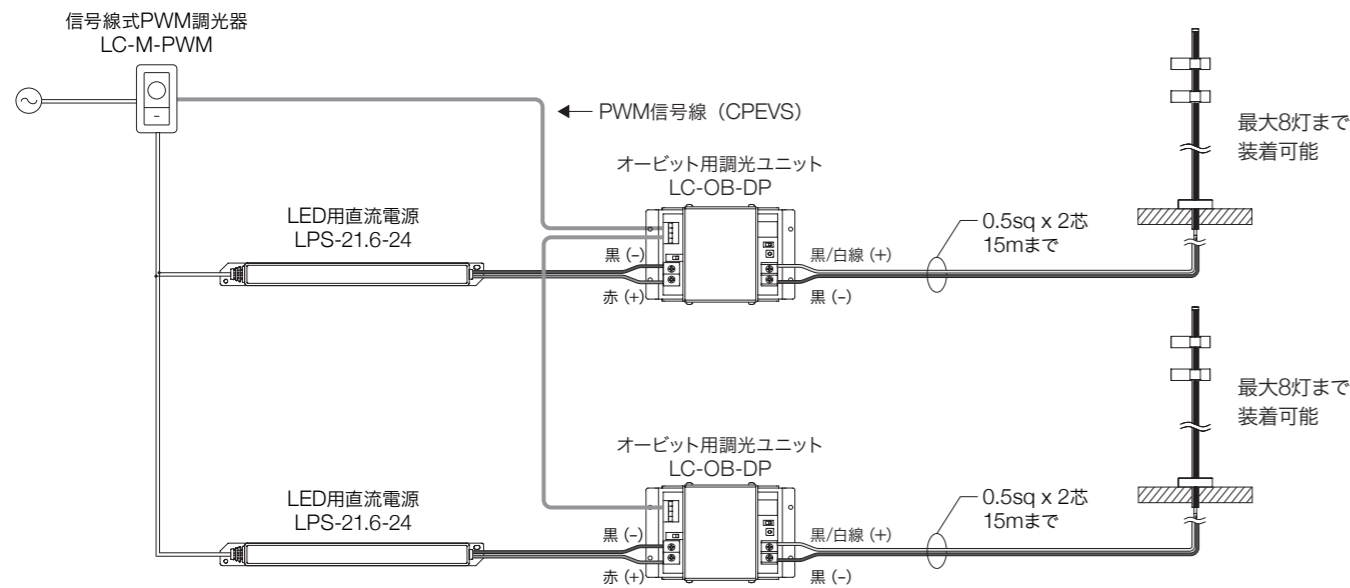 信号線式PWM調光器
LC-M-PWM
PWM信号線（CPEVS）
最大8灯まで
装着可能
オービット用調光ユニット
LC-OB-DP
LED用直流電源
LPS-21.6-24
黒 (-)
赤 (+)
黒/白線 (+)
黒 (-)
0.5sq x 2芯
15mまで
最大8灯まで
装着可能
オービット用調光ユニット
LC-OB-DP
LED用直流電源
LPS-21.6-24
黒 (-)
赤 (+)
黒/白線 (+)
黒 (-)
0.5sq x 2芯
15mまで